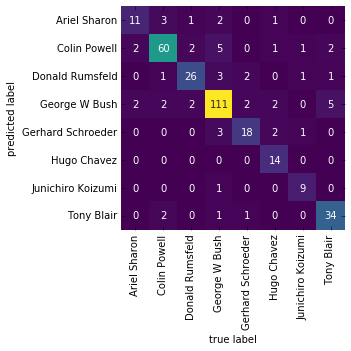 predicted label
Ariel Sharon 11 3 1 2 0 1 0 0
Colin Powell 2 60 2 5 0 1 1 2
Donald Rumsfeld 0 1 26 3 2 0 1 1
George W Bush 2 2 2 111 2 2 0 5
Gerhard Schroeder 0 0 0 3 18 2 1 0
Hugo Chavez 0 0 0 0 0 14 0 0
Junichiro Koizumi 0 0 0 1 0 0 9 0
Tony Blair 0 2 0 1 1 0 0 34
Ariel Sharon
Colin Powell
Donald Rumsfeld
George W Bush
Gerhard Schroeder
Hugo Chavez
Junichiro Koizumi
Tony Blair
true label